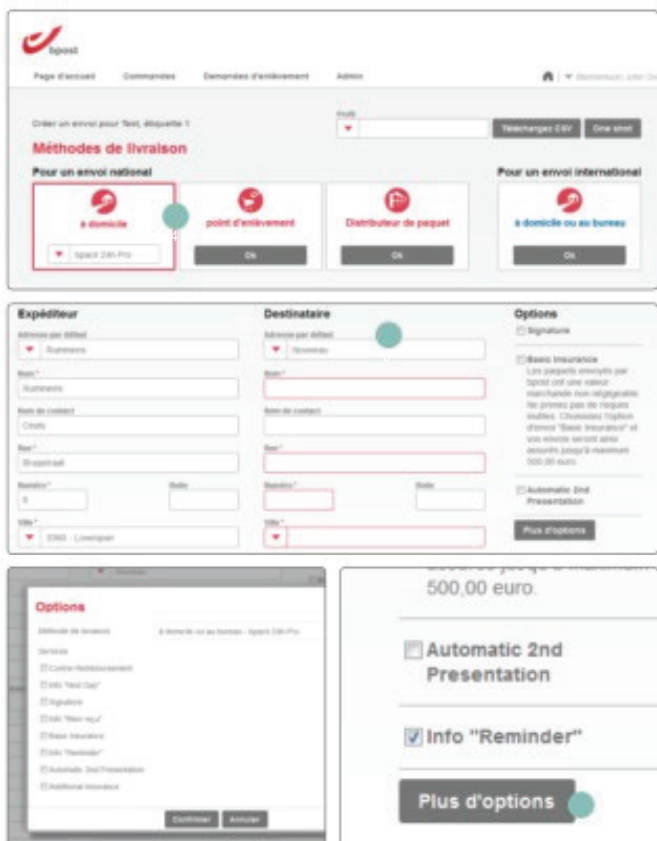 bpost
Page d'accueil Commandes Demandes d'enlèvement Admin
Créer un envoi pour Test, étiquette 1
Téléchargez CSV One shot
Méthodes de livraison
Pour un envoi national Pour un envoi international
à domicile point d'enlèvement Distributeur de paquet à domicile ou au bureau
bpack 24h Pro Ok Ok Ok
Expéditeur Destinataire Options
Adresse par défaut Adresse par défaut Signature
Nouveau
Nom* Nom* Basic Insurance
Les paquets envoyés par
bpost ont une valeur
marchande non négligeable.
Ne prenez pas de risques
inutiles. Choisissez l'option
d'envoi "Basic Insurance" et
vos envois seront ainsi
assurés jusqu'à maximum
500,00 euro.
Nom de contact Nom de contact
Rue* Rue*
Numéro* Boîte Numéro* Boîte
Automatic 2nd
Presentation
Ville* Ville*
Plus d'options
Nouveau
Options
Méthode de livraison à domicile ou au bureau - bpack 24h Pro
Services
Info "Next Day"
Signature
Basic Insurance
Info "Reminder"
Automatic 2nd Presentation
Additional Insurance
Confirmer Annuler
500,00 euro.
Automatic 2nd
Presentation
Info "Reminder"
Plus d'options